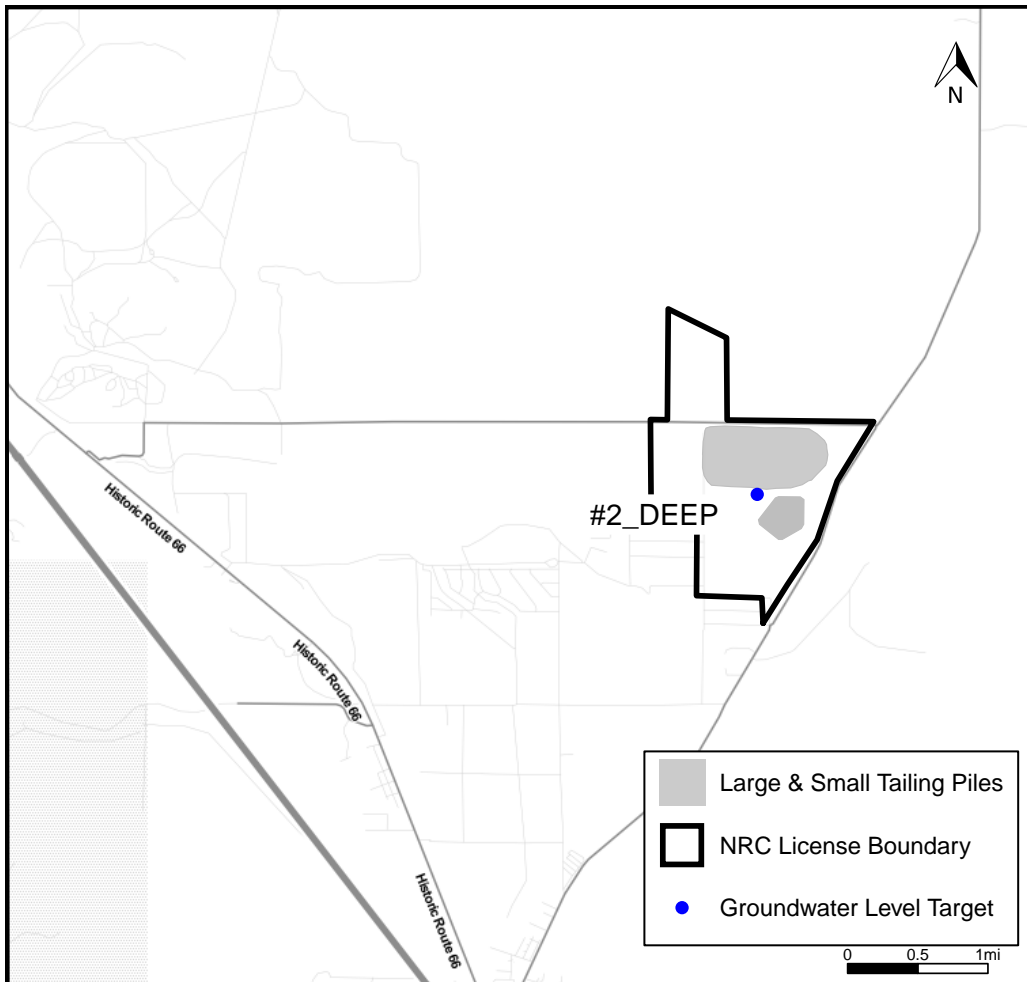 N
#2_DEEP
Historic Route 66
Historic Route 66
Historic Route 66
Large & Small Tailing Piles
NRC License Boundary
Groundwater Level Target
0 0.5 1mi